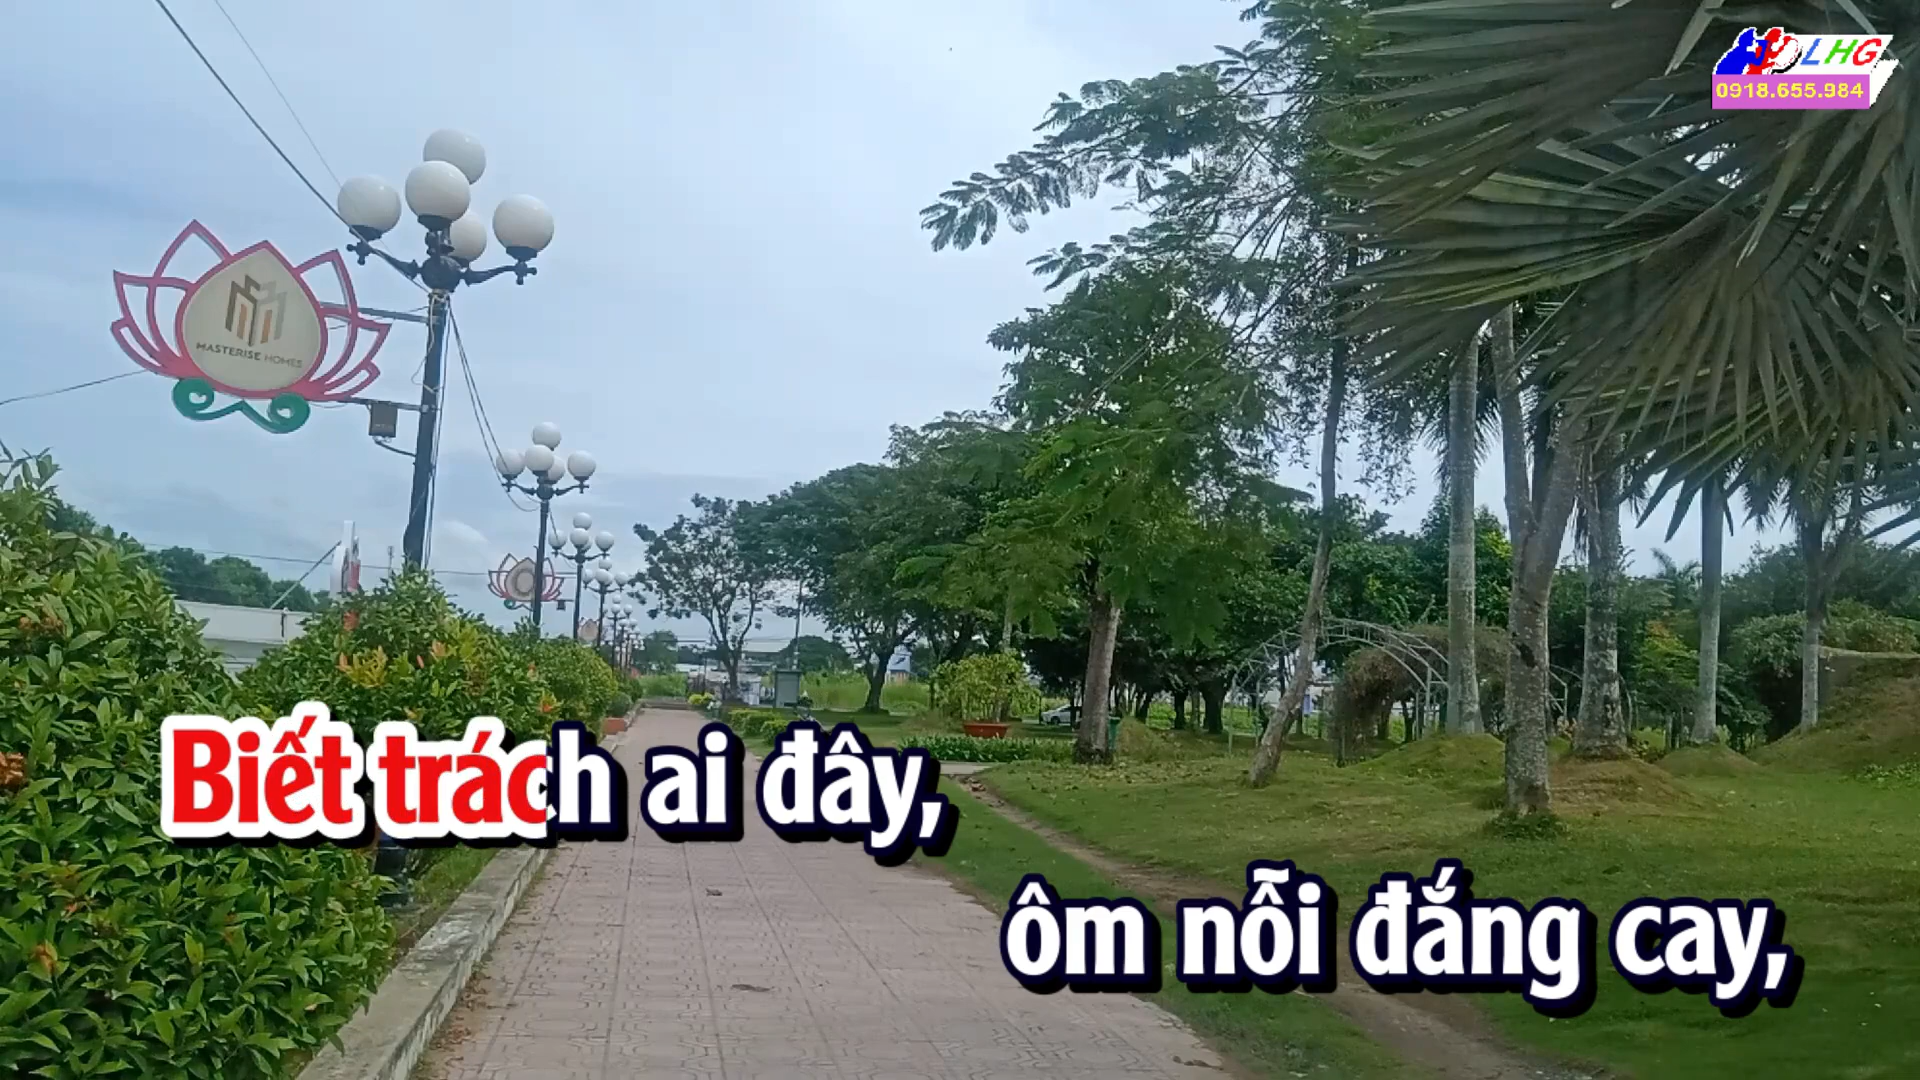 LHG
0918.655.984
MASTERISE HOMES
Biết trách ai đây,
ôm nỗi đắng cay,